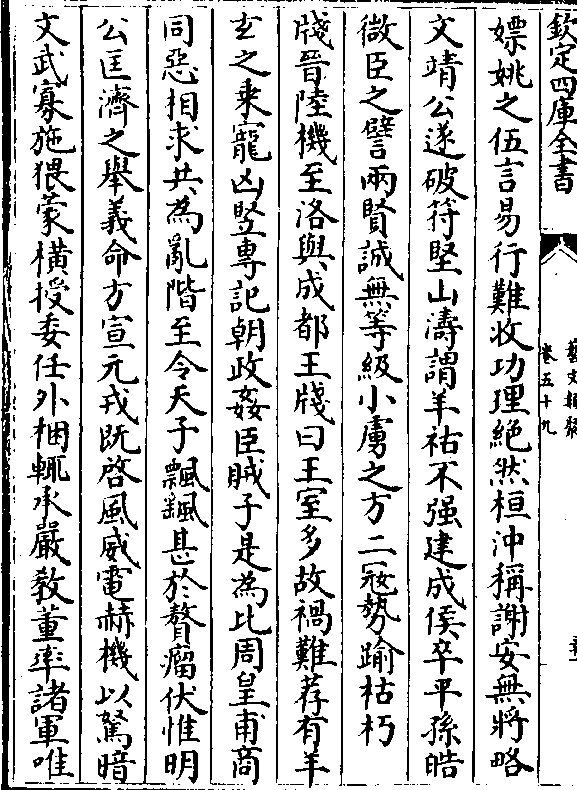 欽定四庫全書
藝文類聚
卷五十九
嫖姚之伍言易行難收功理絶然桓沖稱謝安無將略
文靖公遂破苻堅山濤謂羊祜不强建成侯卒平孫皓
微臣之譬兩賢誠無等級小虜之方二寇勢踰枯朽
牋晉陸機至洛與成都王牋曰王室多故禍難荐有羊
玄之乘寵凶豎專記朝政姦臣賊子是為比周皇甫商
同惡相求共為亂階至令天子飄飖甚於贅瘤伏惟明
公匡濟之舉義命方宣元戎既啓風威電赫機以駑暗
文武寡施猥蒙横授委任外梱輒承嚴敎董率諸軍唯